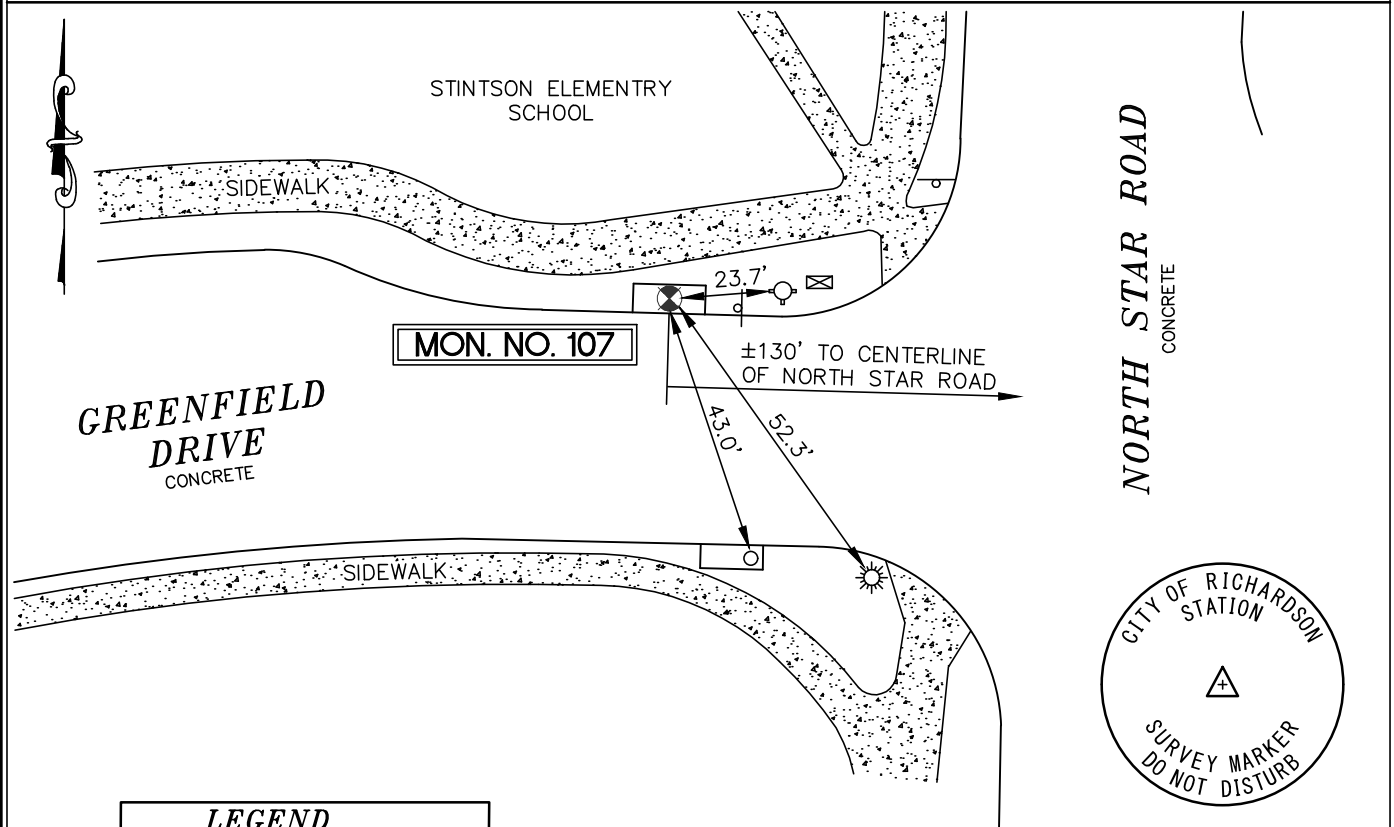 STINTSON ELEMENTRY
SCHOOL
SIDEWALK
23.7'
MON. NO. 107
±130' TO CENTERLINE
OF NORTH STAR ROAD
NORTH STAR ROAD
CONCRETE
GREENFIELD
DRIVE
CONCRETE
43.0'
52.3'
SIDEWALK
CITY OF RICHARDSON
STATION
SURVEY MARKER
DO NOT DISTURB
LEGEND